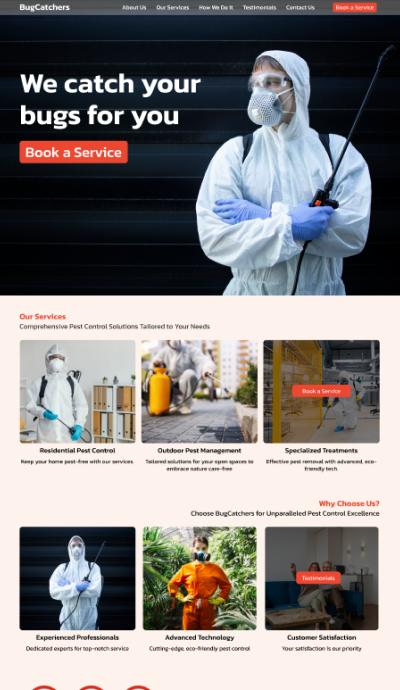 BugCatchers
About Us
Our Services
How We Do It
Testimonials
Contact Us
Book a Service
We catch your
bugs for you
Book a Service
Our Services
Comprehensive Pest Control Solutions Tailored to Your Needs
Book a Service
Residential Pest Control
Outdoor Pest Management
Specialized Treatments
Keep your home pest-free with our services.
Tailored solutions for your open spaces to
embrace nature care-free
Effective pest removal with advanced, eco-
friendly tech.
Why Choose Us?
Choose BugCatchers for Unparalleled Pest Control Excellence
Testimonials
Experienced Professionals
Advanced Technology
Customer Satisfaction
Dedicated experts for top-notch service
Cutting-edge, eco-friendly pest control
Your satisfaction is our priority